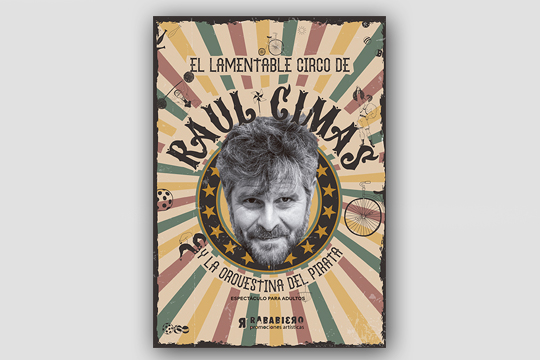 EL LAMENTABLE CIRCO DE
RAUL CIMAS
Y LA ORQUESTINA DEL PIRATA
ESPECTÁCULO PARA ADULTOS
RABABIERO
promociones artísticas